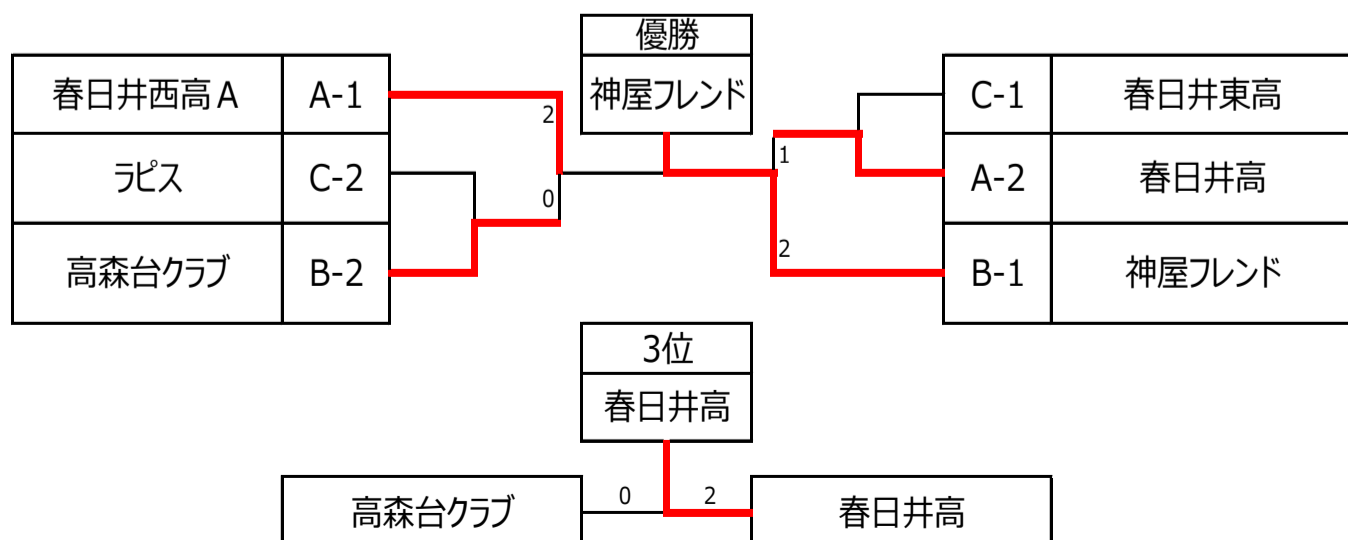 優勝
神屋フレンド
春日井西高A A-1
ラピス C-2
高森台クラブ B-2
2
0
1
2
C-1 春日井東高
A-2 春日井高
B-1 神屋フレンド
3位
春日井高
高森台クラブ 0 2 春日井高